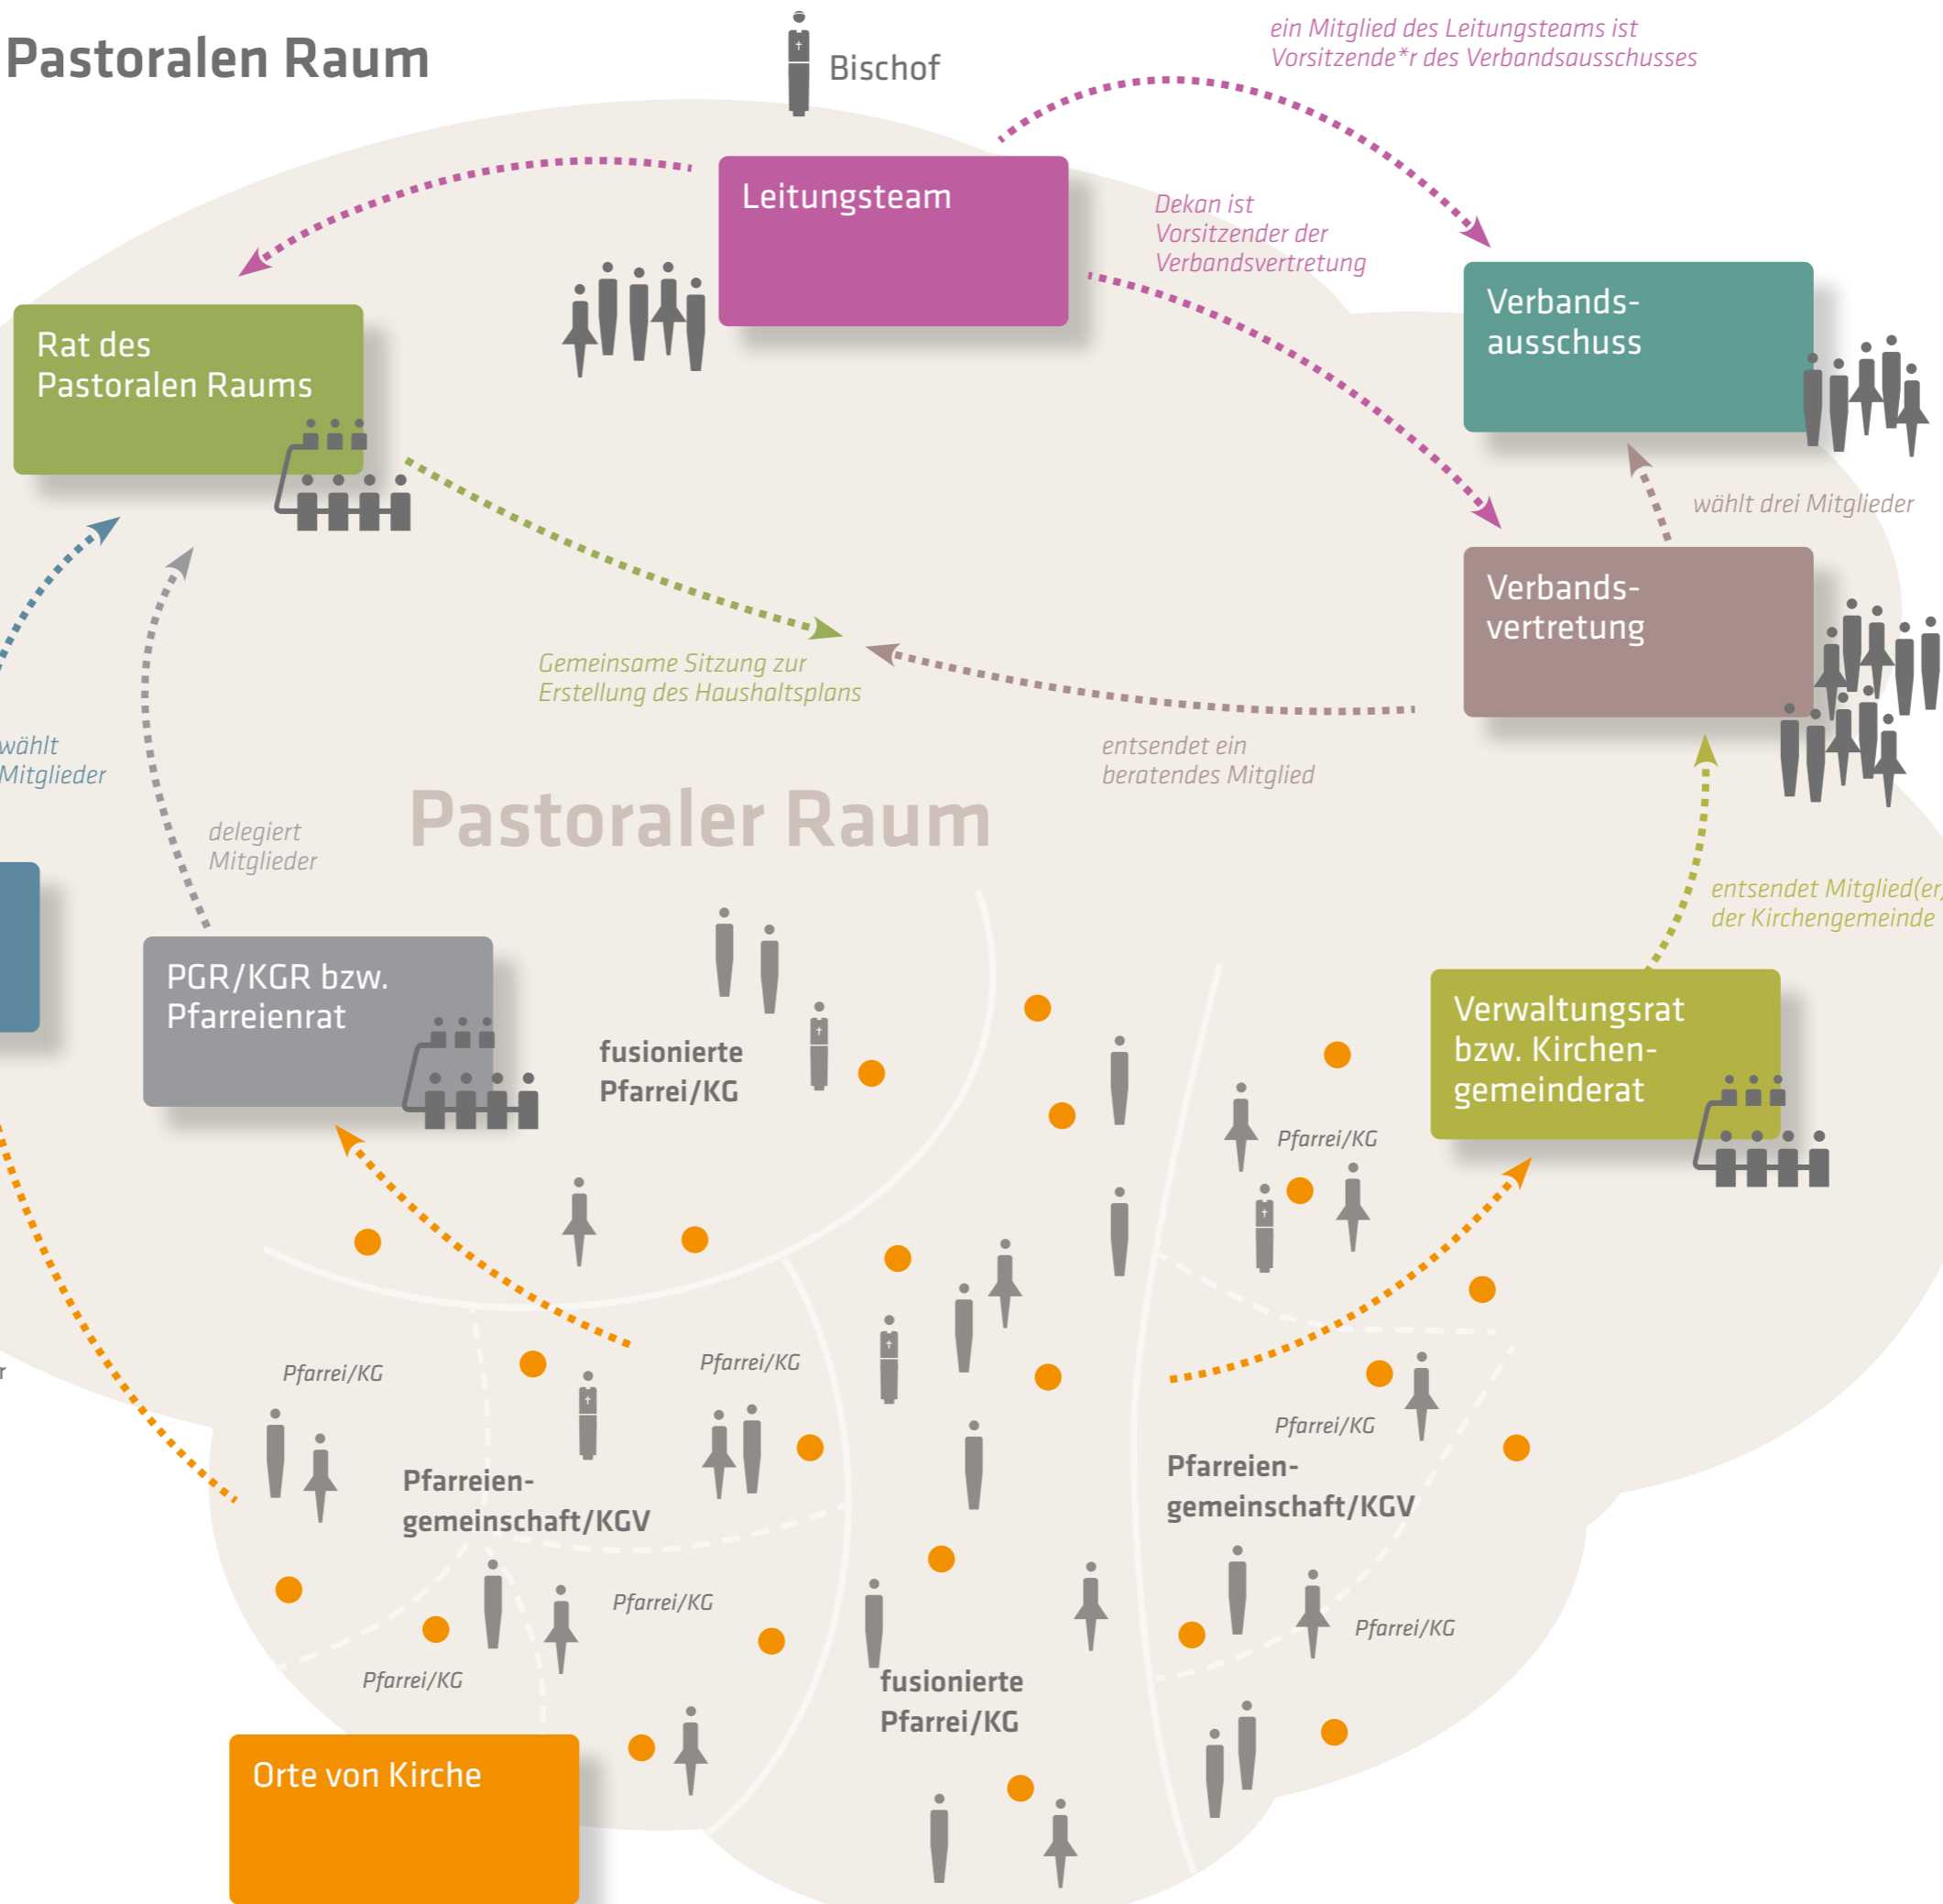 Pastoralen Raum
Bischof
ein Mitglied des Leitungsteams ist
Vorsitzende*r des Verbandsausschusses
Leitungsteam
Dekan ist
Vorsitzender der
Verbandsvertretung
Rat des
Pastoralen Raums
Verbands-
ausschuss
wählt drei Mitglieder
Verbands-
vertretung
Gemeinsame Sitzung zur
Erstellung des Haushaltsplans
entsendet ein
beratendes Mitglied
wählt
Mitglieder
delegiert
Mitglieder
Pastoraler Raum
entsendet Mitglied(er)
der Kirchengemeinde
PGR/KGR bzw.
Pfarreienrat
fusionierte
Pfarrei/KG
Verwaltungsrat
bzw. Kirchen-
gemeinderat
Pfarrei/KG
Pfarrei/KG
Pfarrei/KG
r
Pfarrei/KG
Pfarreien-
gemeinschaft/KGV
Pfarreien-
gemeinschaft/KGV
Pfarrei/KG
Pfarrei/KG
Pfarrei/KG
fusionierte
Pfarrei/KG
Orte von Kirche